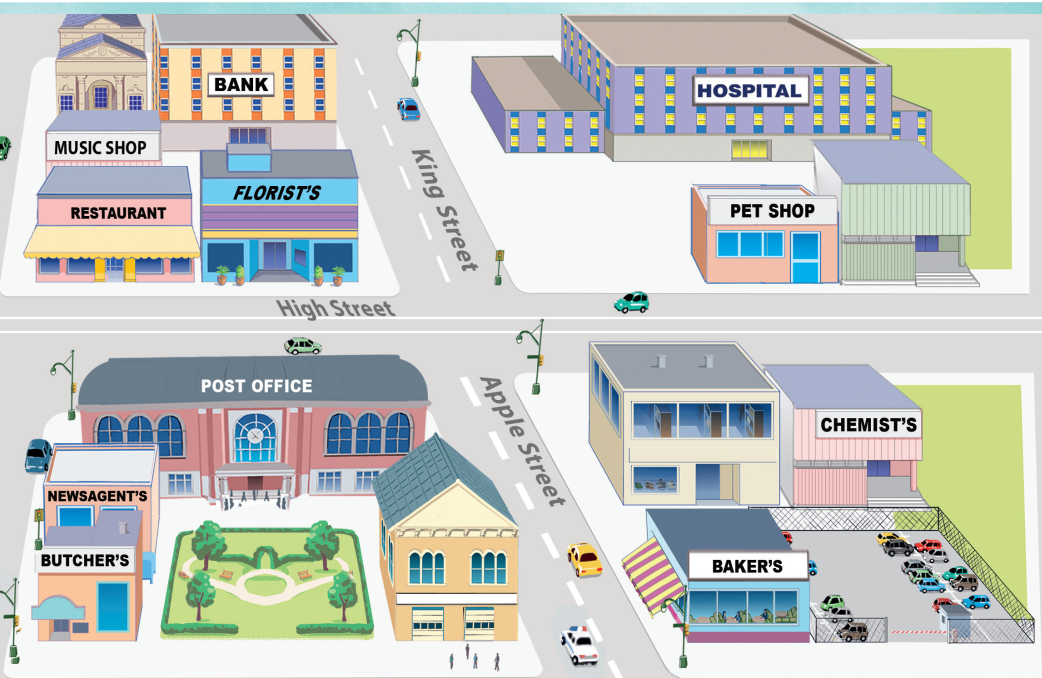 BANK
HOSPITAL
MUSIC SHOP
King Street
FLORIST'S
RESTAURANT
PET SHOP
High Street
POST OFFICE
Apple Street
CHEMIST'S
NEWSAGENT'S
BUTCHER'S
BAKER'S